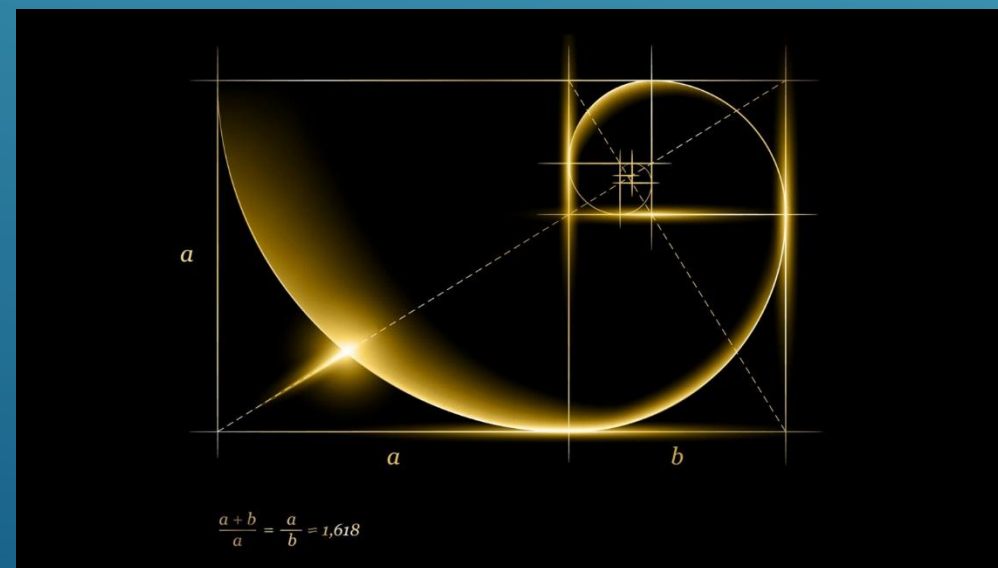 a
a b
(a + b)/a = a/b = 1,618